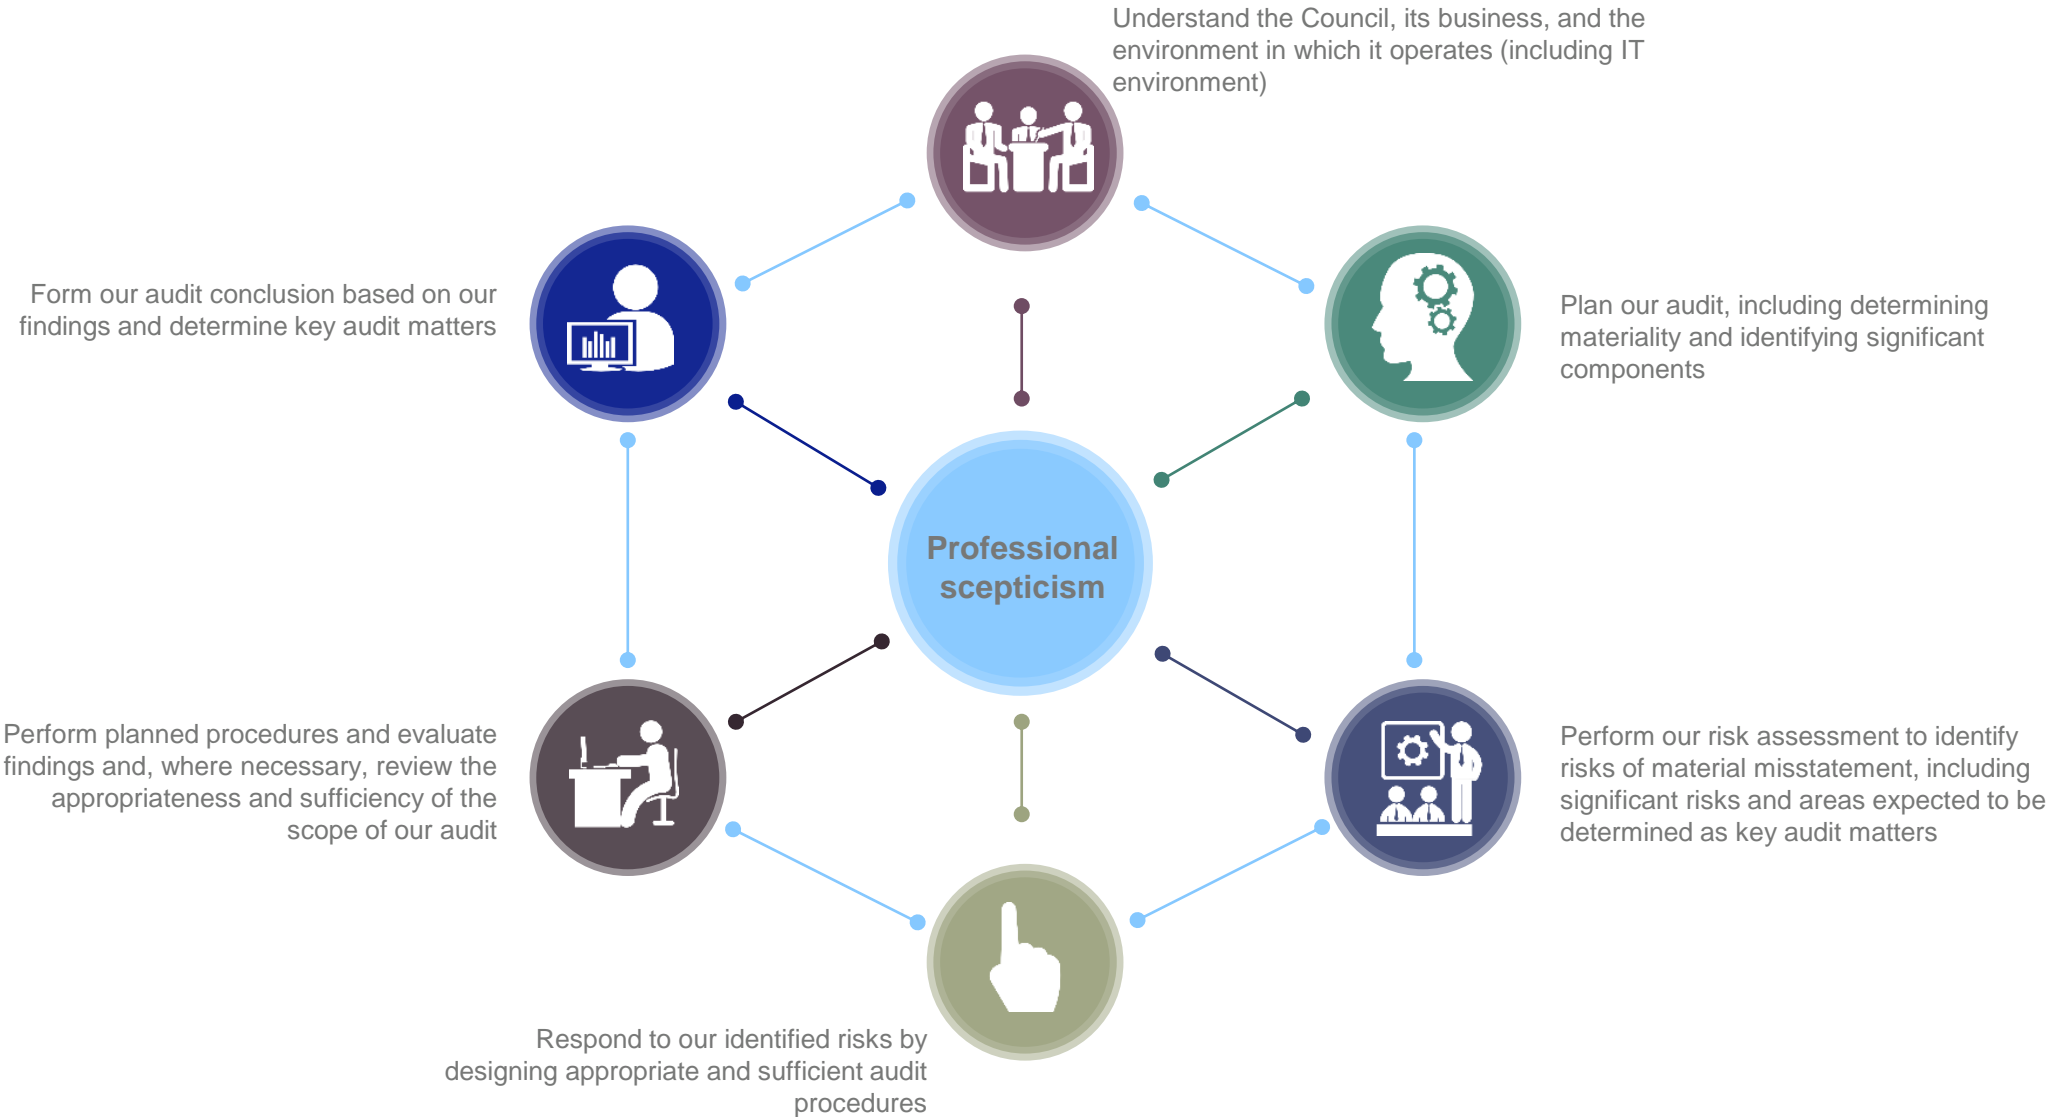 Understand the Council, its business, and the
environment in which it operates (including IT
environment)
Plan our audit, including determining
materiality and identifying significant
components
Perform our risk assessment to identify
risks of material misstatement, including
significant risks and areas expected to be
determined as key audit matters
Respond to our identified risks by
designing appropriate and sufficient audit
procedures
Perform planned procedures and evaluate
findings and, where necessary, review the
appropriateness and sufficiency of the
scope of our audit
Form our audit conclusion based on our
findings and determine key audit matters
Professional
scepticism